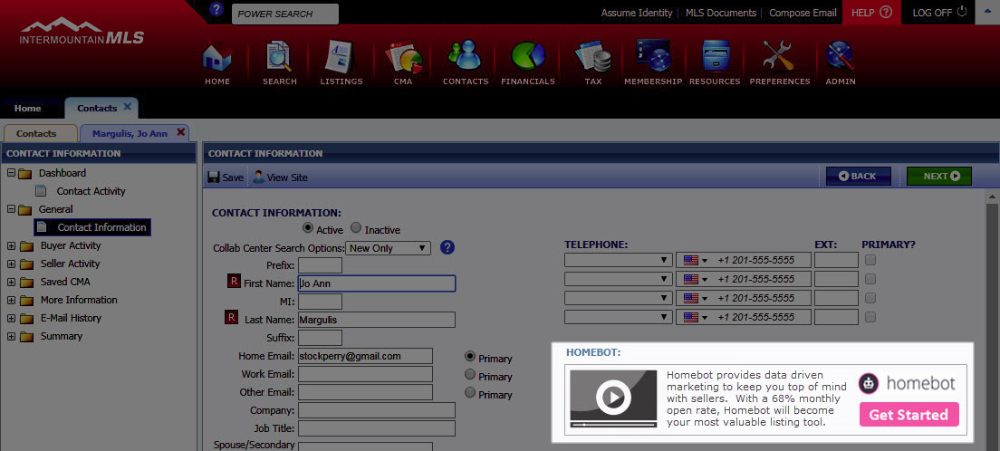 ? POWER SEARCH Assume Identity | MLS Documents | Compose Email HELP ? LOG OFF
INTERMOUNTAIN MLS
HOME SEARCH LISTINGS CMA CONTACTS FINANCIALS TAX MEMBERSHIP RESOURCES PREFERENCES ADMIN
Home Contacts X
Contacts Margulis, Jo Ann X
CONTACT INFORMATION
Dashboard
Contact Activity
General
Contact Information
Buyer Activity
Seller Activity
Saved CMA
More Information
E-Mail History
Summary
CONTACT INFORMATION
Save View Site BACK NEXT
CONTACT INFORMATION:
Active Inactive
Collab Center Search Options: New Only ?
Prefix:
R First Name: Jo Ann
MI:
R Last Name: Margulis
Suffix:
Home Email: stockperry@gmail.com Primary
Work Email: Primary
Other Email: Primary
Company:
Job Title:
Spouse/Secondary
TELEPHONE: EXT: PRIMARY?
+1 201-555-5555
+1 201-555-5555
+1 201-555-5555
+1 201-555-5555
HOMEBOT:
Homebot provides data driven
marketing to keep you top of mind
with sellers. With a 68% monthly
open rate, Homebot will become
your most valuable listing tool.
homebot
Get Started